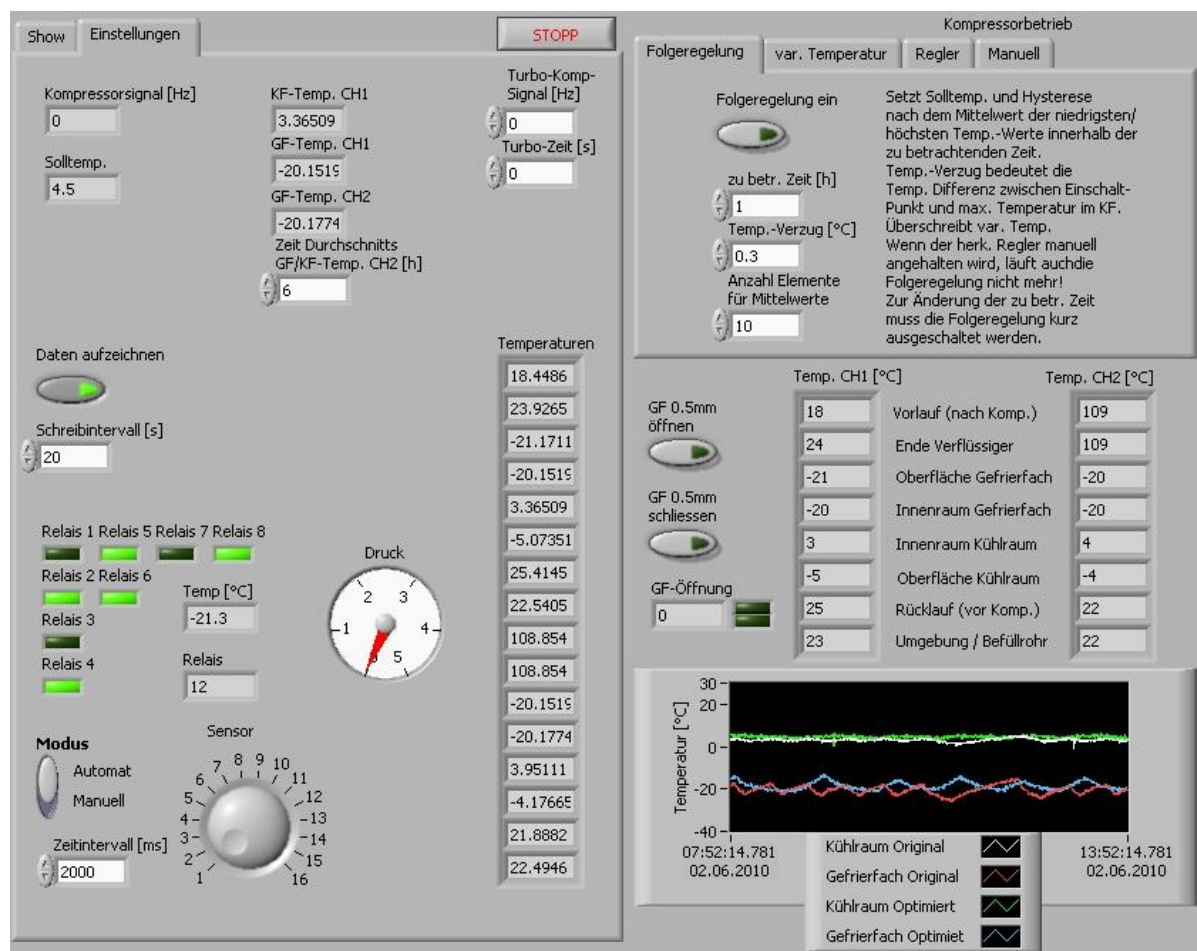 Show
Einstellungen
STOPP
Kompressorsignal [Hz]
0
Solltemp.
4.5
KF-Temp. CH1
3.36509
GF-Temp. CH1
-20.1519
GF-Temp. CH2
-20.1774
Zeit Durchschnitts
GF/KF-Temp. CH2 [h]
6
Turbo-Komp-
Signal [Hz]
0
Turbo-Zeit [s]
0
Daten aufzeichnen
Schreibintervall [s]
20
Relais 1 Relais 5 Relais 7 Relais 8
Relais 2 Relais 6
Relais 3
Relais 4
Temp [°C]
-21.3
Relais
12
Druck
0 1 2 3 4 5
Modus
Automat
Manuell
Zeitintervall [ms]
2000
Sensor
1 2 3 4 5 6 7 8 9 10 11 12 13 14 15 16
Temperaturen
18.4486
23.9265
-21.1711
-20.1519
3.36509
-5.07351
25.4145
22.5405
108.854
108.854
-20.1519
-20.1774
3.95111
-4.17665
21.8882
22.4946
Kompressorbetrieb
Folgeregelung
var. Temperatur
Regler
Manuell
Folgeregelung ein
zu betr. Zeit [h]
1
Temp.-Verzug [°C]
0.3
Anzahl Elemente
für Mittelwerte
10
Setzt Solltemp. und Hysterese
nach dem Mittelwert der niedrigsten/
höchsten Temp.-Werte innerhalb der
zu betrachtenden Zeit.
Temp.-Verzug bedeutet die
Temp. Differenz zwischen Einschalt-
Punkt und max. Temperatur im KF.
Überschreibt var. Temp.
Wenn der herk. Regler manuell
angehalten wird, läuft auchdie
Folgeregelung nicht mehr!
Zur Änderung der zu betr. Zeit
muss die Folgeregelung kurz
ausgeschaltet werden.
GF 0.5mm
öffnen
GF 0.5mm
schliessen
GF-Öffnung
0
Temp. CH1 [°C]
Temp. CH2 [°C]
18 Vorlauf (nach Komp.) 109
24 Ende Verflüssiger 109
-21 Oberfläche Gefrierfach -20
-20 Innenraum Gefrierfach -20
3 Innenraum Kühlraum 4
-5 Oberfläche Kühlraum -4
25 Rücklauf (vor Komp.) 22
23 Umgebung / Befüllrohr 22
Temperatur [°C]
30
20
0
-20
-40
07:52:14.781
02.06.2010
13:52:14.781
02.06.2010
Kühlraum Original
Gefrierfach Original
Kühlraum Optimiert
Gefrierfach Optimiet